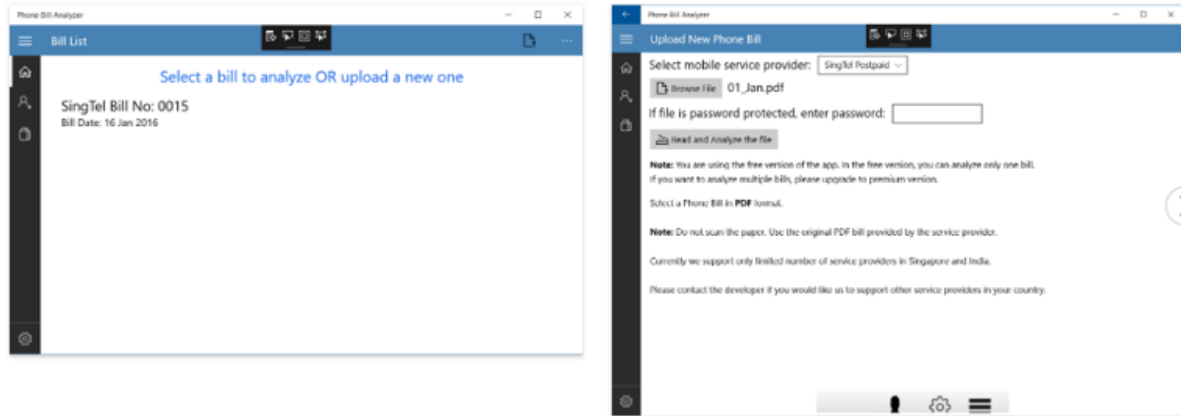 Phone Bill Analyzer
Bill List
Select a bill to analyze OR upload a new one
SingTel Bill No: 0015
Bill Date: 16 Jan 2016
Phone Bill Analyzer
Upload New Phone Bill
Select mobile service provider: SingTel Postpaid
Browse File 01_Jan.pdf
If file is password protected, enter password:
Read and Analyze the file
Note: You are using the free version of the app. In the free version, you can analyze only one bill.
If you want to analyze multiple bills, please upgrade to premium version.
Select a Phone Bill in PDF format.
Note: Do not scan the paper. Use the original PDF bill provided by the service provider.
Currently we support only limited number of service providers in Singapore and India.
Please contact the developer if you would like us to support other service providers in your country.